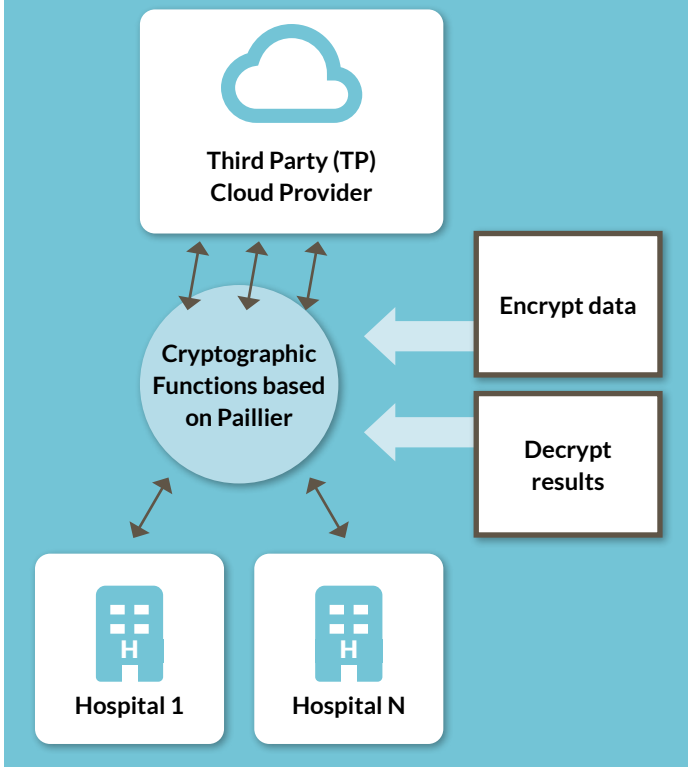 Third Party (TP)
Cloud Provider
Encrypt data
Cryptographic
Functions based
on Paillier
Decrypt
results
H
Hospital 1
H
Hospital N